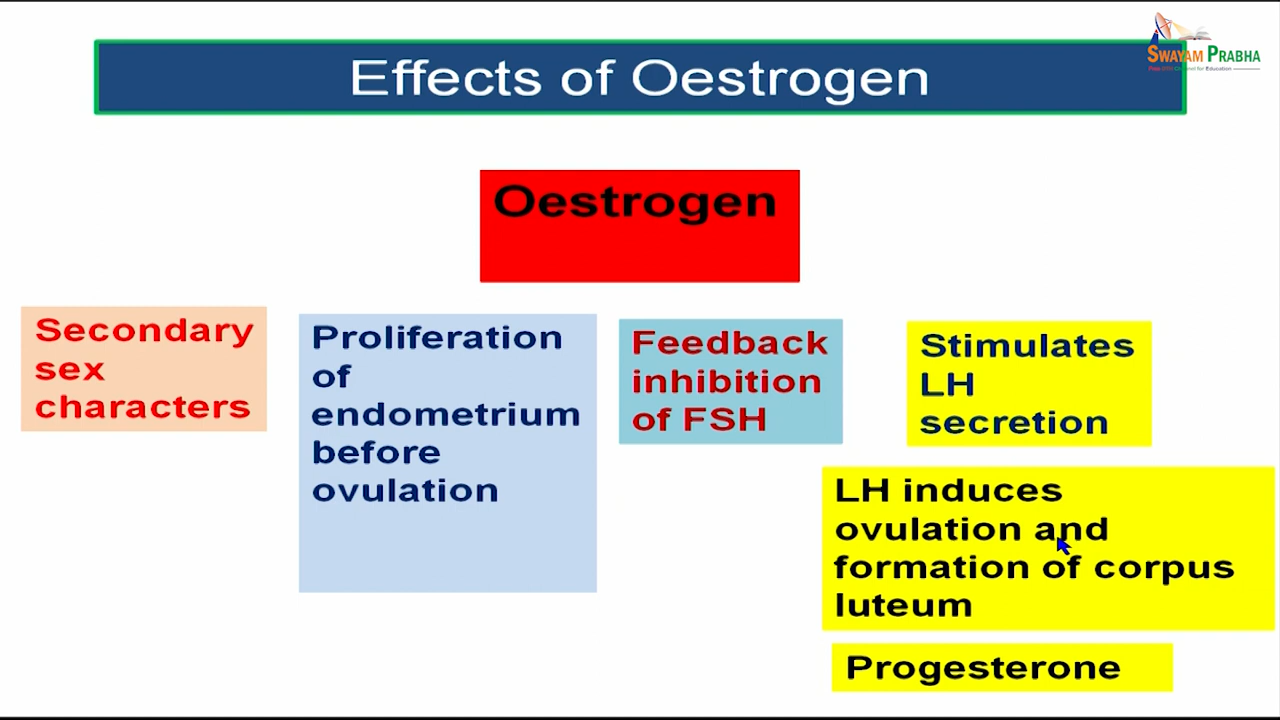 SWAYAM PRABHA
Effects of Oestrogen
Oestrogen
Secondary
sex
characters
Proliferation
of
endometrium
before
ovulation
Feedback
inhibition
of FSH
Stimulates
LH
secretion
LH induces
ovulation and
formation of corpus
luteum
Progesterone